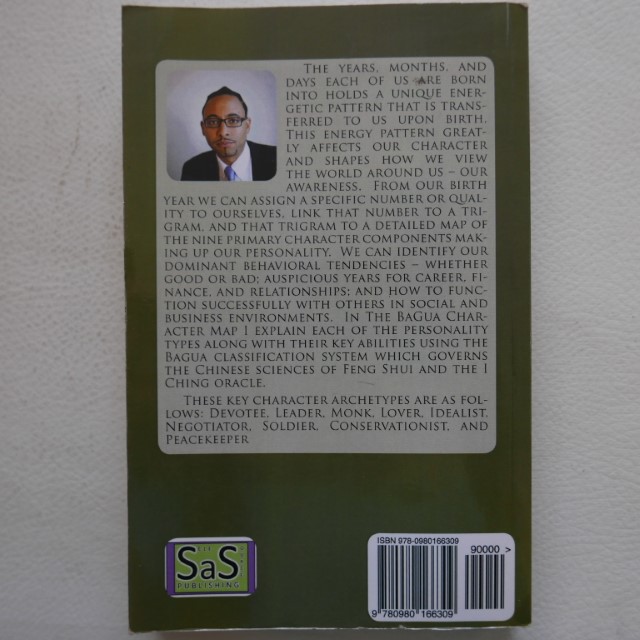 THE YEARS, MONTHS, AND
DAYS EACH OF US ARE BORN
INTO HOLDS A UNIQUE ENER-
GETIC PATTERN THAT IS TRANS-
FERRED TO US UPON BIRTH.
THIS ENERGY PATTERN GREAT-
LY AFFECTS OUR CHARACTER
AND SHAPES HOW WE VIEW
THE WORLD AROUND US – OUR
AWARENESS. FROM OUR BIRTH
YEAR WE CAN ASSIGN A SPECIFIC NUMBER OR QUAL-
ITY TO OURSELVES, LINK THAT NUMBER TO A TRI-
GRAM, AND THAT TRIGRAM TO A DETAILED MAP OF
THE NINE PRIMARY CHARACTER COMPONENTS MAK-
ING UP OUR PERSONALITY. WE CAN IDENTIFY OUR
DOMINANT BEHAVIORAL TENDENCIES – WHETHER
GOOD OR BAD; AUSPICIOUS YEARS FOR CAREER, FI-
NANCE, AND RELATIONSHIPS; AND HOW TO FUNC-
TION SUCCESSFULLY WITH OTHERS IN SOCIAL AND
BUSINESS ENVIRONMENTS. IN THE BAGUA CHAR-
ACTER MAP I EXPLAIN EACH OF THE PERSONALITY
TYPES ALONG WITH THEIR KEY ABILITIES USING THE
BAGUA CLASSIFICATION SYSTEM WHICH GOVERNS
THE CHINESE SCIENCES OF FENG SHUI AND THE I
CHING ORACLE.
THESE KEY CHARACTER ARCHETYPES ARE AS FOL-
LOWS: DEVOTEE, LEADER, MONK, LOVER, IDEALIST,
NEGOTIATOR, SOLDIER, CONSERVATIONIST, AND
PEACEKEEPER
SaS
PUBLISHING
ISBN 978-0980166309
90000 >
9 780980 166309